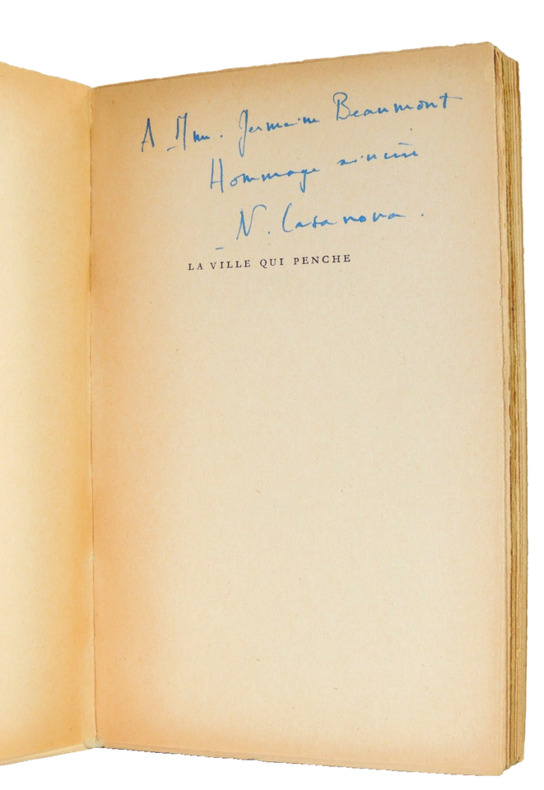 A Mme. Germaine Beaumont
Hommage sincère
N. Casanova.
LA VILLE QUI PENCHE